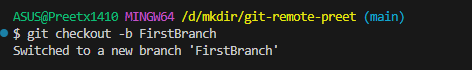 ASUS@Preetx1410 MINGW64 /d/mkdir/git-remote-preet (main)
$ git checkout -b FirstBranch
Switched to a new branch 'FirstBranch'